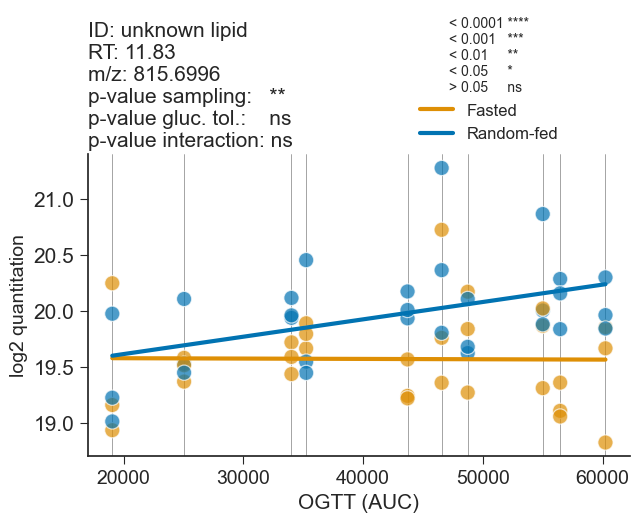 ID: unknown lipid
RT: 11.83
m/z: 815.6996
p-value sampling: **
p-value gluc. tol.: ns
p-value interaction: ns
< 0.0001 ****
< 0.001 ***
< 0.01 **
< 0.05 *
> 0.05 ns
Fasted
Random-fed
log2 quantitation
21.0
20.5
20.0
19.5
19.0
20000 30000 40000 50000 60000
OGTT (AUC)